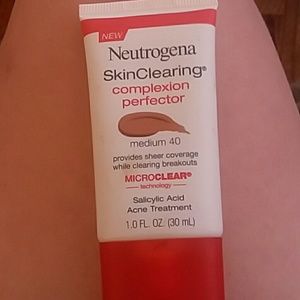 NEW
Neutrogena
SkinClearing®
complexion
perfector
medium 40
provides sheer coverage
while clearing breakouts
MICROCLEAR®
technology
Salicylic Acid
Acne Treatment
1.0 FL. OZ. (30 mL)